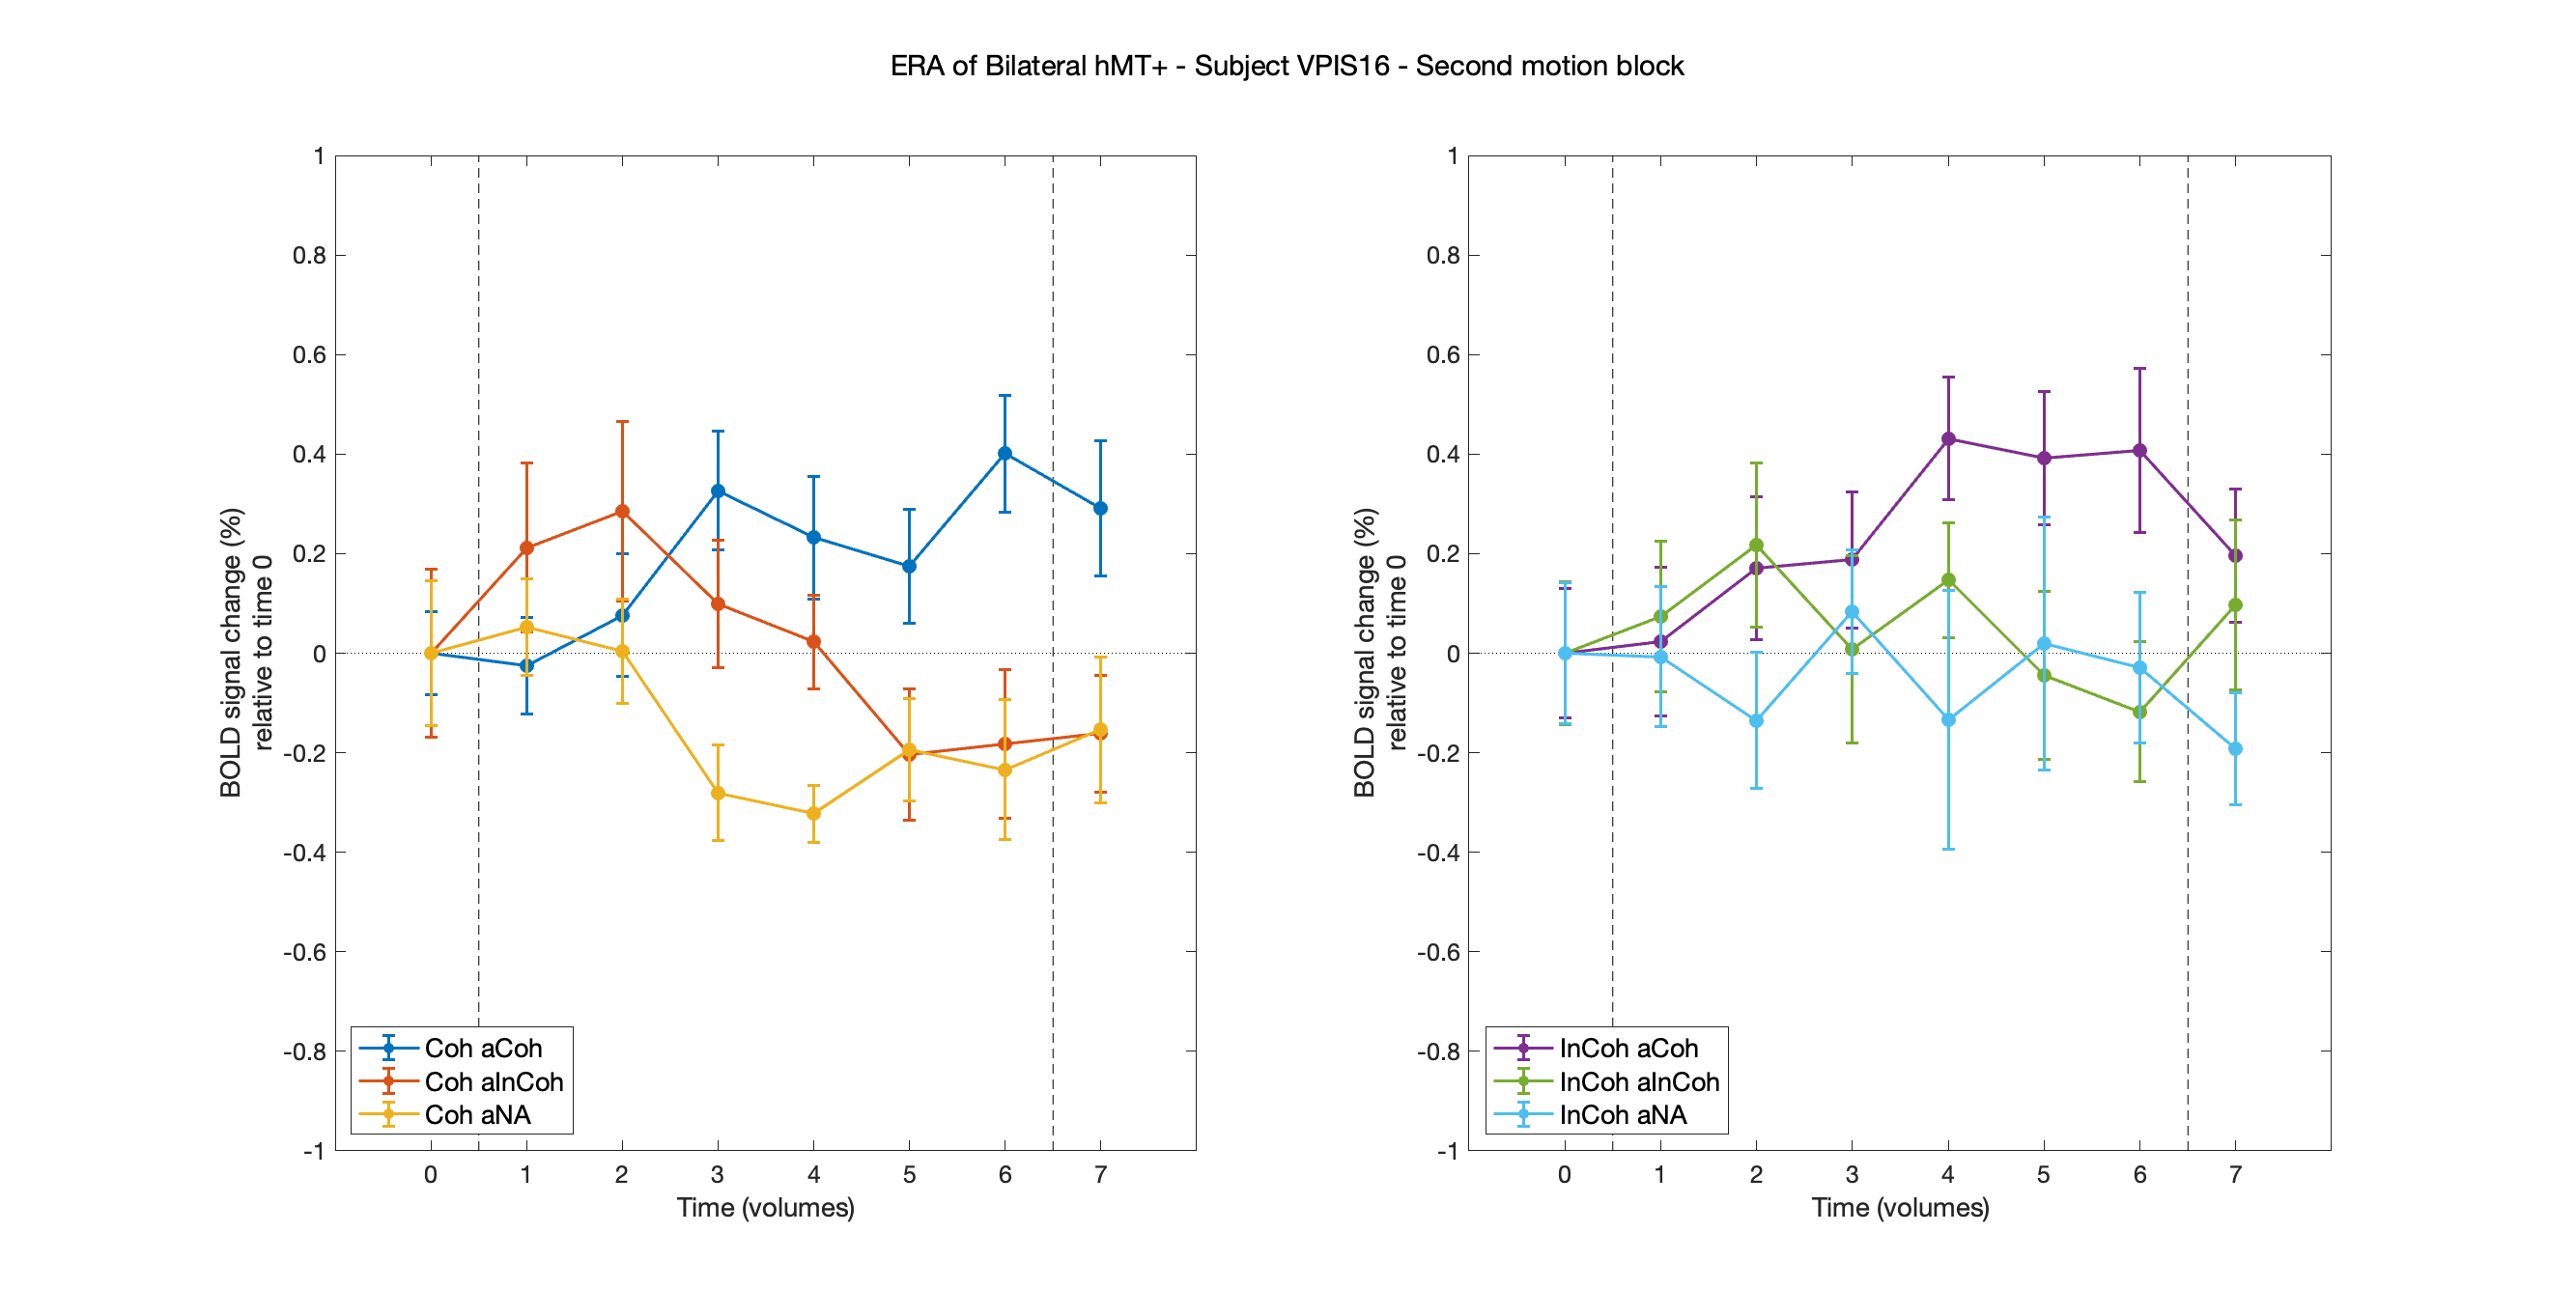 ERA of Bilateral hMT+ - Subject VPIS16 - Second motion block
BOLD signal change (%)
relative to time 0
1
0.8
0.6
0.4
0.2
0
-0.2
-0.4
-0.6
-0.8
-1
0 1 2 3 4 5 6 7
Time (volumes)
Coh aCoh
Coh aInCoh
Coh aNA
BOLD signal change (%)
relative to time 0
1
0.8
0.6
0.4
0.2
0
-0.2
-0.4
-0.6
-0.8
-1
0 1 2 3 4 5 6 7
Time (volumes)
InCoh aCoh
InCoh aInCoh
InCoh aNA